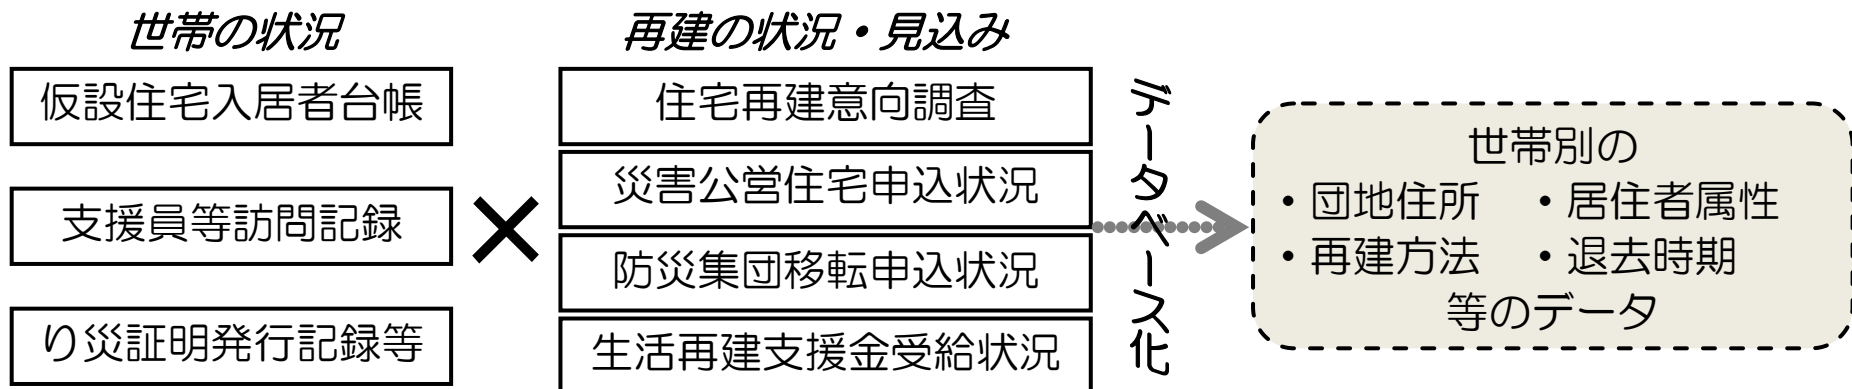 世帯の状況
仮設住宅入居者台帳
支援員等訪問記録
り災証明発行記録等
×
再建の状況・見込み
住宅再建意向調査
災害公営住宅申込状況
防災集団移転申込状況
生活再建支援金受給状況
データベース化
世帯別の
・団地住所 ・居住者属性
・再建方法 ・退去時期
等のデータ